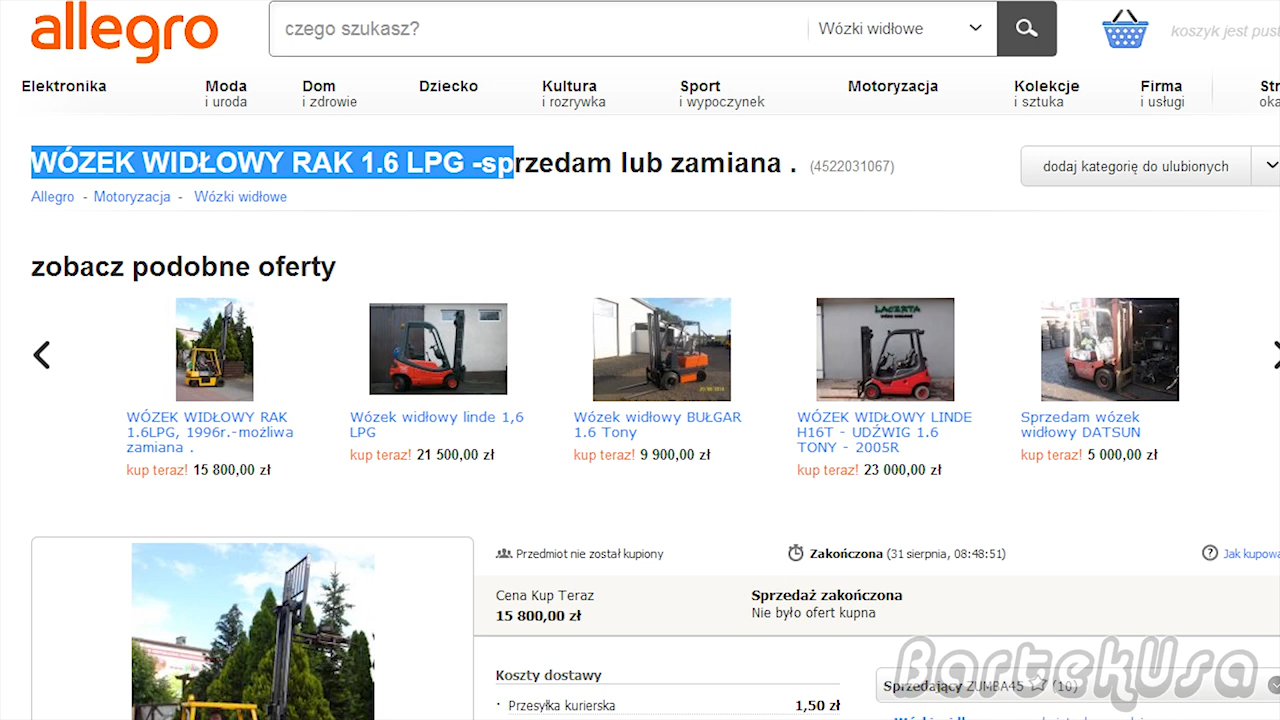 allegro
czego szukasz?
Wózki widłowe
koszyk jest pust
Elektronika
Moda
i uroda
Dom
i zdrowie
Dziecko
Kultura
i rozrywka
Sport
i wypoczynek
Motoryzacja
Kolekcje
i sztuka
Firma
i usługi
Str
oka
WÓZEK WIDŁOWY RAK 1.6 LPG -sprzedam lub zamiana . (4522031067)
dodaj kategorię do ulubionych
Allegro - Motoryzacja - Wózki widłowe
zobacz podobne oferty
LACERTA
WÓZEK WIDŁOWY RAK
1.6LPG, 1996r.-możliwa
zamiana .
kup teraz! 15 800,00 zł
Wózek widłowy linde 1,6
LPG
kup teraz! 21 500,00 zł
Wózek widłowy BUŁGAR
1.6 Tony
kup teraz! 9 900,00 zł
WÓZEK WIDŁOWY LINDE
H16T - UDŹWIG 1.6
TONY - 2005R
kup teraz! 23 000,00 zł
Sprzedam wózek
widłowy DATSUN
kup teraz! 5 000,00 zł
Przedmiot nie został kupiony
Zakończona (31 sierpnia, 08:48:51)
Jak kupowa
Cena Kup Teraz
15 800,00 zł
Sprzedaż zakończona
Nie było ofert kupna
Koszty dostawy
· Przesyłka kurierska 1,50 zł
Sprzedający ZUMBA45 (10)
BartekUsa